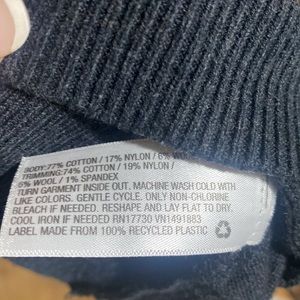 BODY:77% COTTON / 17% NYLON / 6%
TRIMMING:74% COTTON / 19% NYLON /
6% WOOL / 1% SPANDEX
TURN GARMENT INSIDE OUT. MACHINE WASH COLD WITH
LIKE COLORS. GENTLE CYCLE. ONLY NON-CHLORINE
BLEACH IF NEEDED. RESHAPE AND LAY FLAT TO DRY.
COOL IRON IF NEEDED RN17730 VN1491883
LABEL MADE FROM 100% RECYCLED PLASTIC